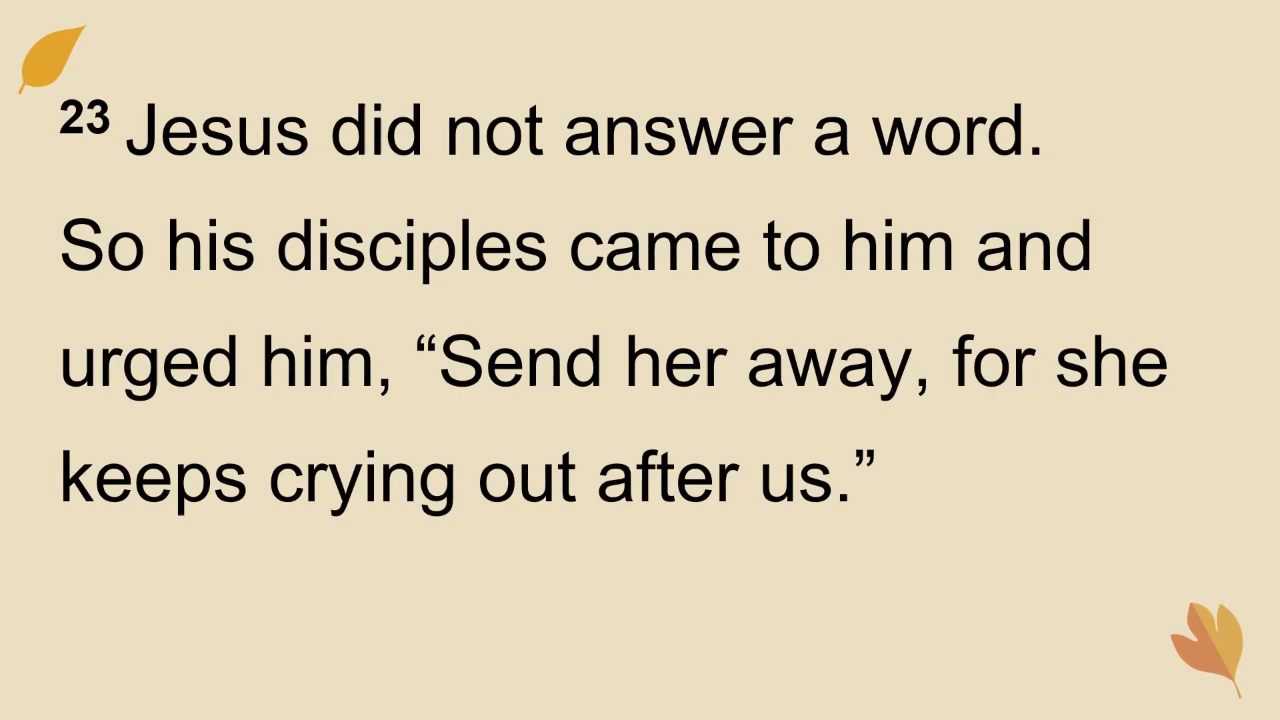 23 Jesus did not answer a word.
So his disciples came to him and
urged him, “Send her away, for she
keeps crying out after us.”